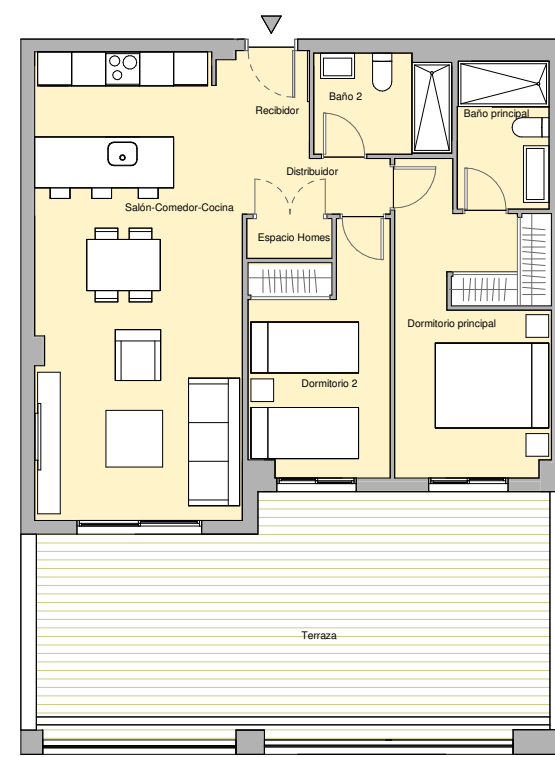 Recibidor
Baño 2
Baño principal
Distribuidor
Salón-Comedor-Cocina
Espacio Homes
Dormitorio principal
Dormitorio 2
Terraza